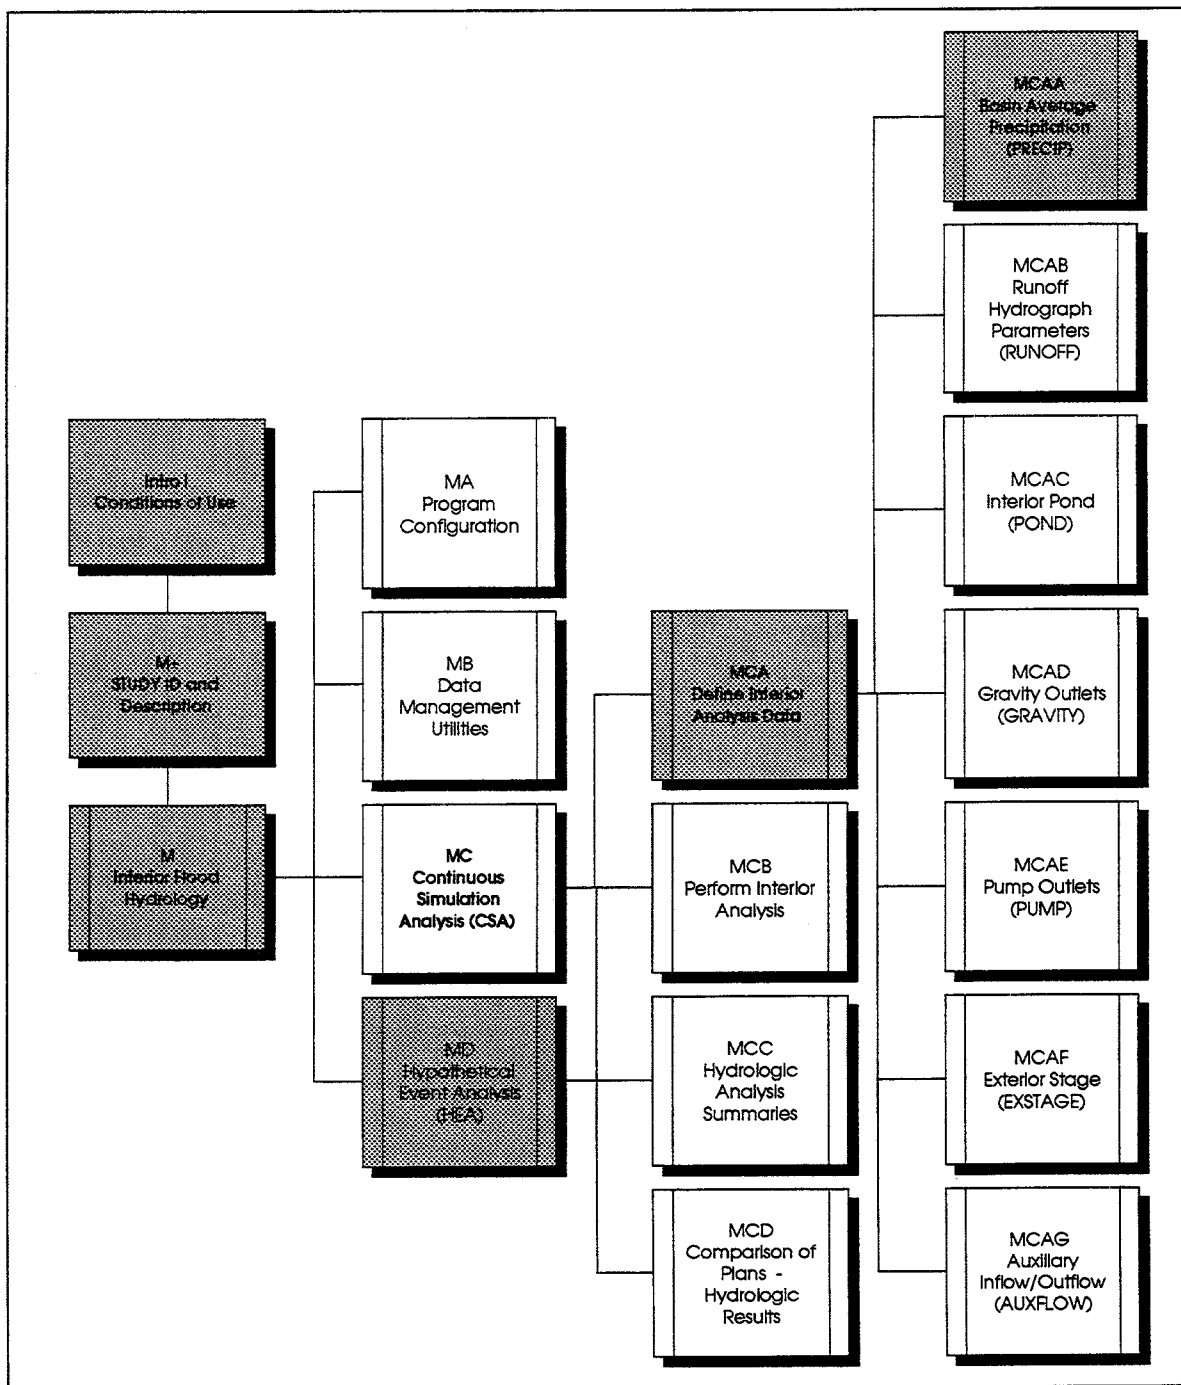 Intro I
Conditions of Use
M-
STUDY ID and
Description
M
Interior Flood
Hydrology
MA
Program
Configuration
MB
Data
Management
Utilities
MC
Continuous
Simulation
Analysis (CSA)
MD
Hypothetical
Event Analysis
(HEA)
MCA
Define Interior
Analysis Data
MCB
Perform Interior
Analysis
MCC
Hydrologic
Analysis
Summaries
MCD
Comparison of
Plans -
Hydrologic
Results
MCAA
Basin Average
Precipitation
(PRECIP)
MCAB
Runoff
Hydrograph
Parameters
(RUNOFF)
MCAC
Interior Pond
(POND)
MCAD
Gravity Outlets
(GRAVITY)
MCAE
Pump Outlets
(PUMP)
MCAF
Exterior Stage
(EXSTAGE)
MCAG
Auxiliary
Inflow/Outflow
(AUXFLOW)